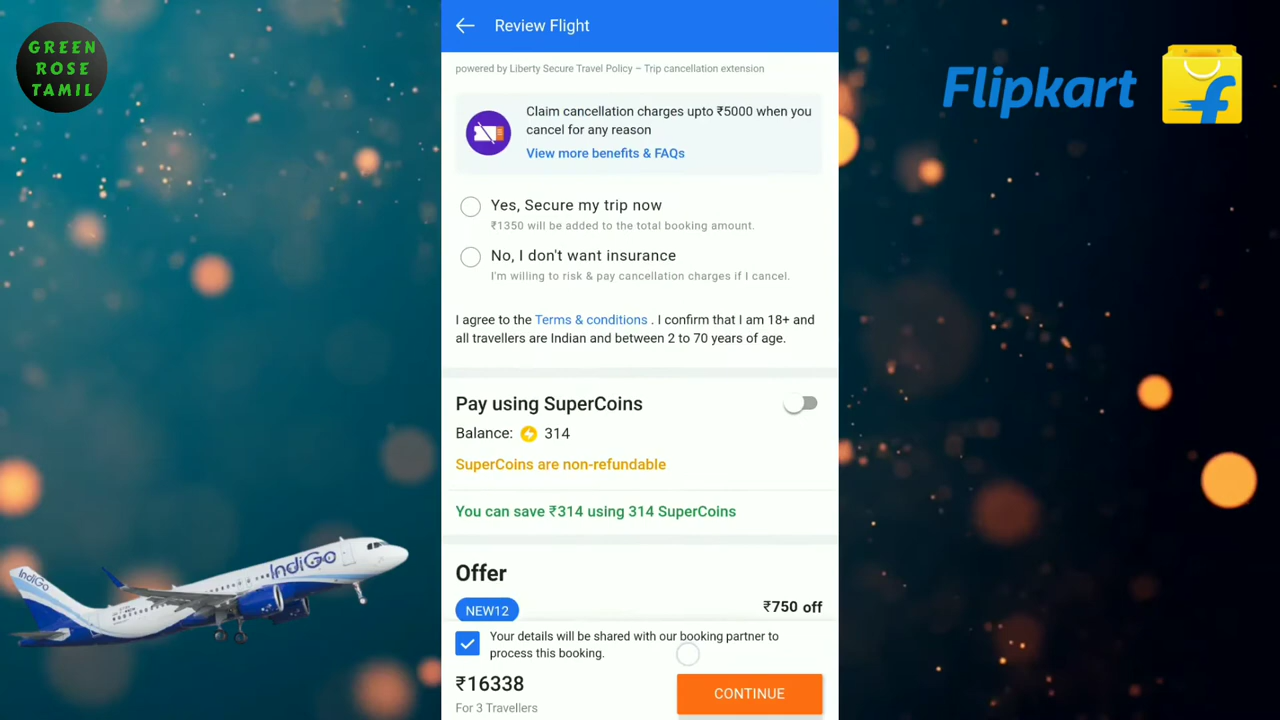 GREEN
ROSE
TAMIL
Review Flight
powered by Liberty Secure Travel Policy – Trip cancellation extension
Claim cancellation charges upto ₹5000 when you
cancel for any reason
View more benefits & FAQs
Yes, Secure my trip now
₹1350 will be added to the total booking amount.
No, I don't want insurance
I'm willing to risk & pay cancellation charges if I cancel.
I agree to the Terms & conditions . I confirm that I am 18+ and
all travellers are Indian and between 2 to 70 years of age.
Pay using SuperCoins
Balance: 314
SuperCoins are non-refundable
You can save ₹314 using 314 SuperCoins
Offer
NEW12 ₹750 off
Your details will be shared with our booking partner to
process this booking.
₹16338
For 3 Travellers
CONTINUE
Flipkart
f
IndiGo
IndiGo